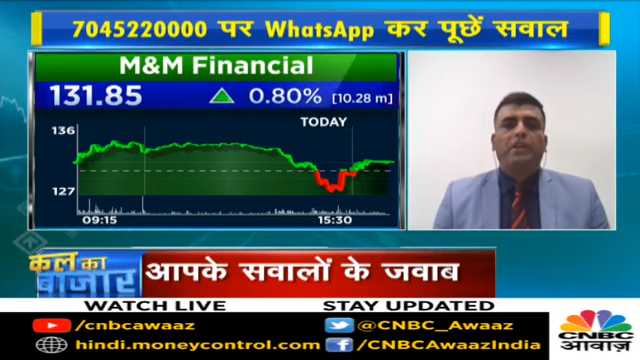 7045220000 पर WhatsApp कर पूछें सवाल
M&M Financial
131.85 0.80% [10.28 m]
TODAY
136
127
09:15 15:30
कल का
बाज़ार
आपके सवालों के जवाब
WATCH LIVE STAY UPDATED
/cnbcawaaz @CNBC_Awaaz
hindi.moneycontrol.com /CNBCAwaazIndia
CNBC
आवाज़